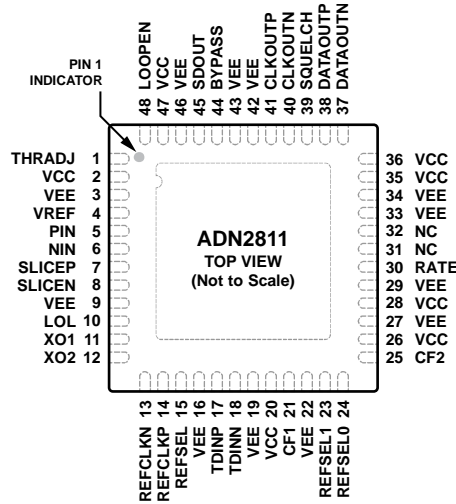 PIN 1
INDICATOR
48 LOOPEN
47 VCC
46 VEE
45 SDOUT
44 BYPASS
43 VEE
42 VEE
41 CLKOUTP
40 CLKOUTN
39 SQUELCH
38 DATAOUTP
37 DATAOUTN
THRADJ 1
VCC 2
VEE 3
VREF 4
PIN 5
NIN 6
SLICEP 7
SLICEN 8
VEE 9
LOL 10
XO1 11
XO2 12
ADN2811
TOP VIEW
(Not to Scale)
36 VCC
35 VCC
34 VEE
33 VEE
32 NC
31 NC
30 RATE
29 VEE
28 VCC
27 VEE
26 VCC
25 CF2
REFCLKN 13
REFCLKP 14
REFSEL 15
VEE 16
TDINP 17
TDINN 18
VEE 19
VCC 20
CF1 21
VEE 22
REFSEL1 23
REFSEL0 24